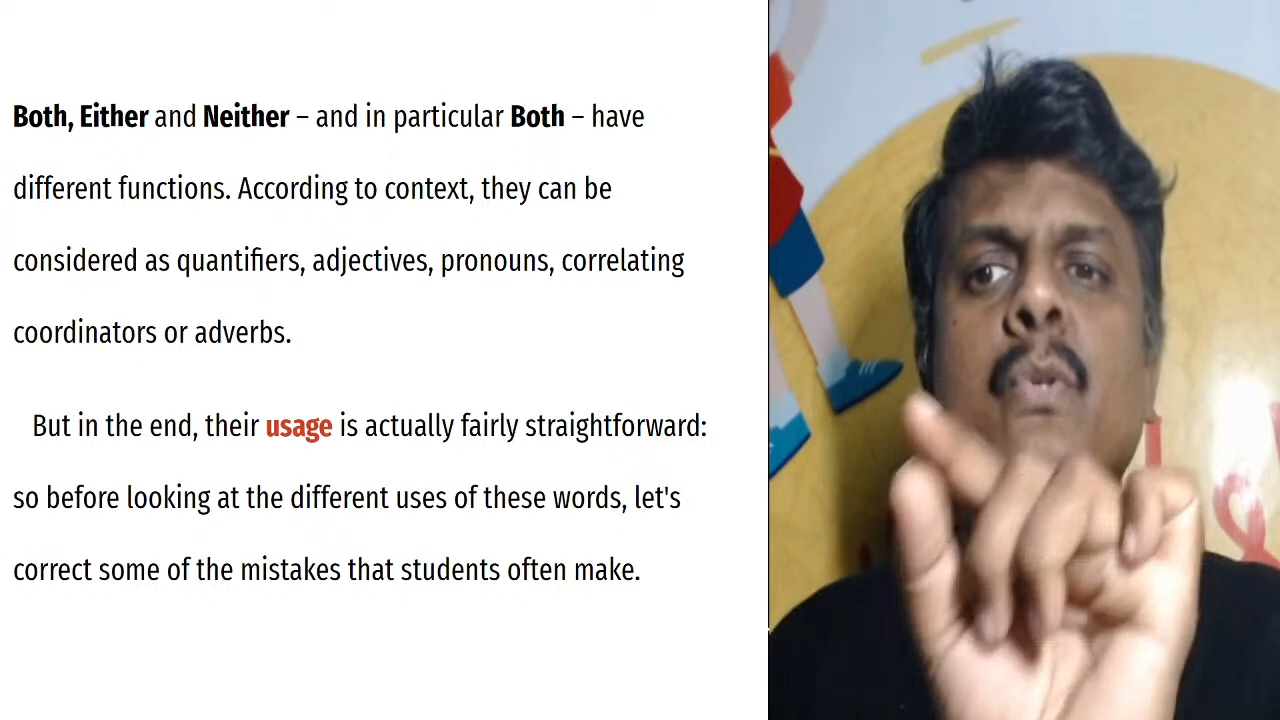 Both, Either and Neither – and in particular Both – have
different functions. According to context, they can be
considered as quantifiers, adjectives, pronouns, correlating
coordinators or adverbs.
But in the end, their usage is actually fairly straightforward:
so before looking at the different uses of these words, let's
correct some of the mistakes that students often make.